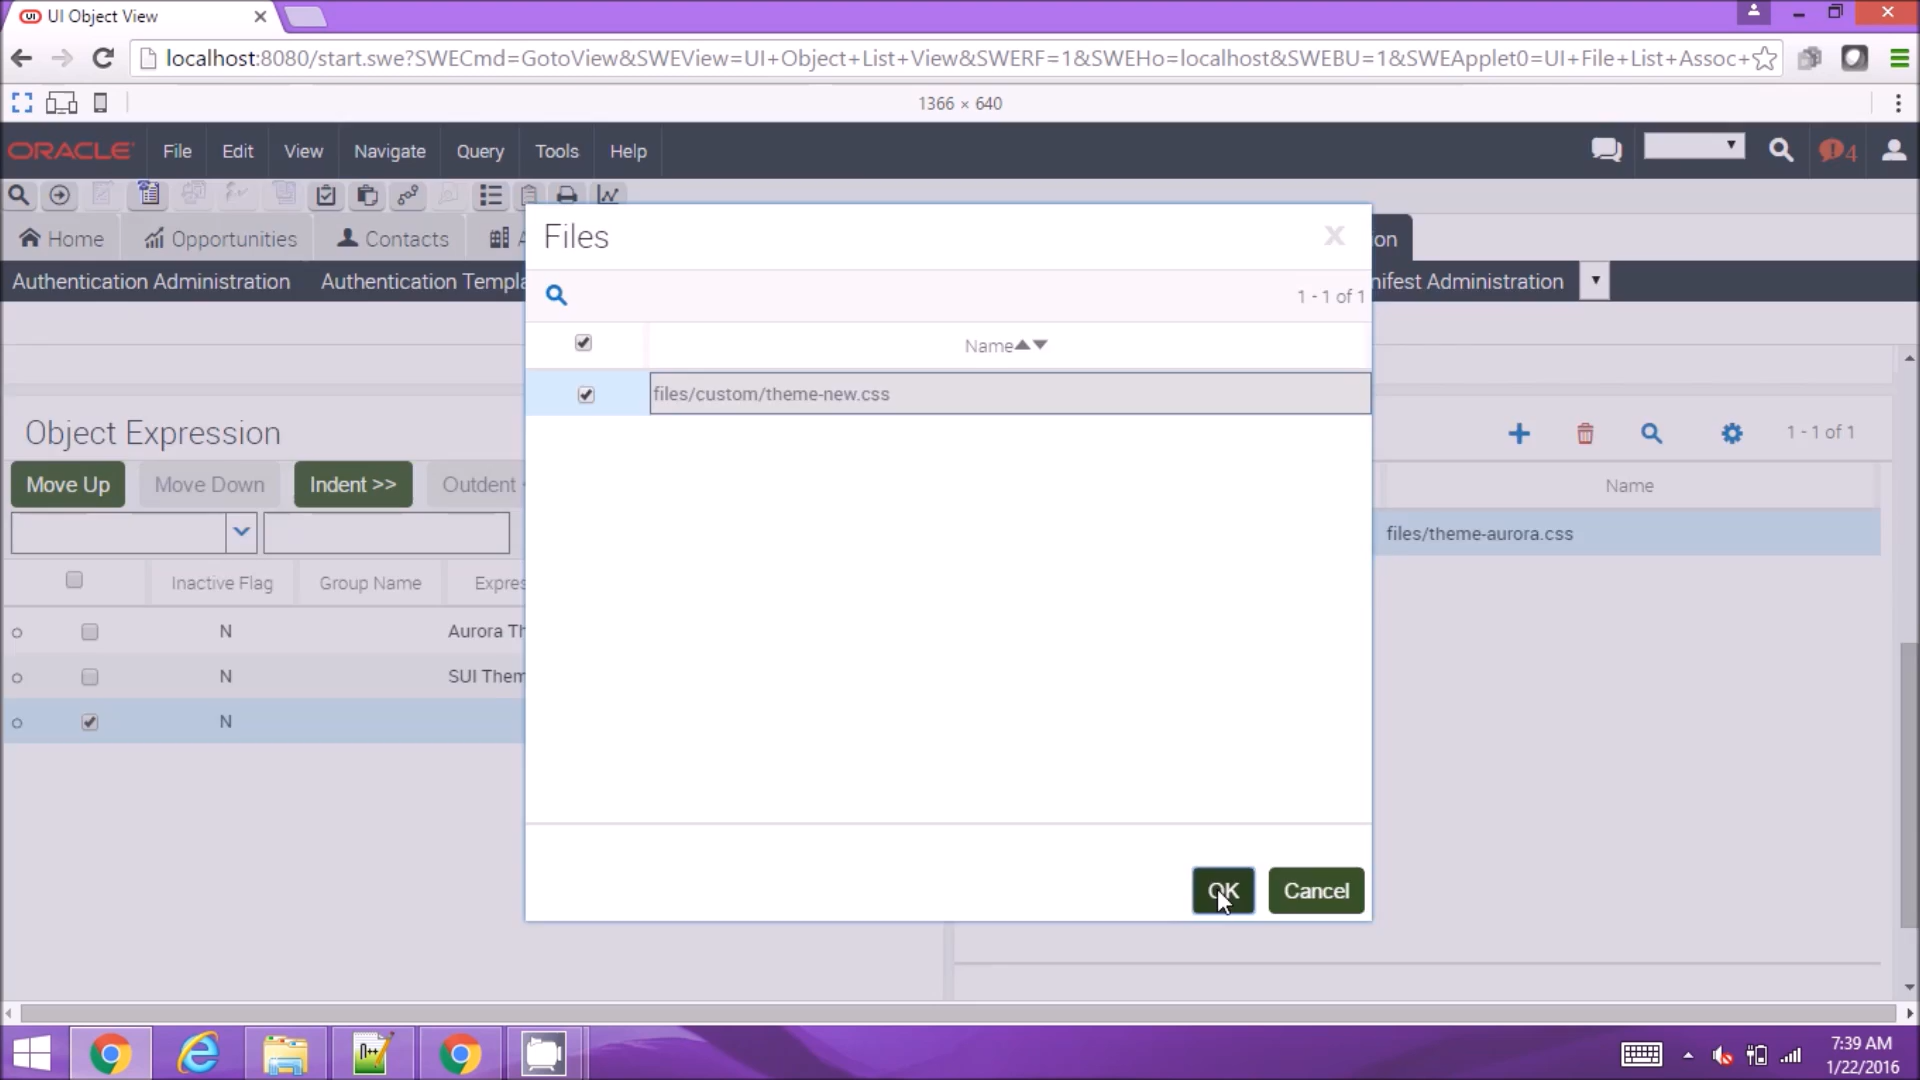 UI Object View
localhost:8080/start.swe?SWECmd=GotoView&SWEView=UI+Object+List+View&SWERF=1&SWEHo=localhost&SWEBU=1&SWEApplet0=UI+File+List+Assoc+
1366 × 640
ORACLE File Edit View Navigate Query Tools Help 4
Home Opportunities Contacts A ion
Authentication Administration Authentication Templa nifest Administration
Files X
1 - 1 of 1
Name
files/custom/theme-new.css
Object Expression 1 - 1 of 1
Move Up Move Down Indent >> Outdent Name
files/theme-aurora.css
Inactive Flag Group Name Expres
N Aurora Th
N SUI Them
N
OK Cancel
7:39 AM
1/22/2016